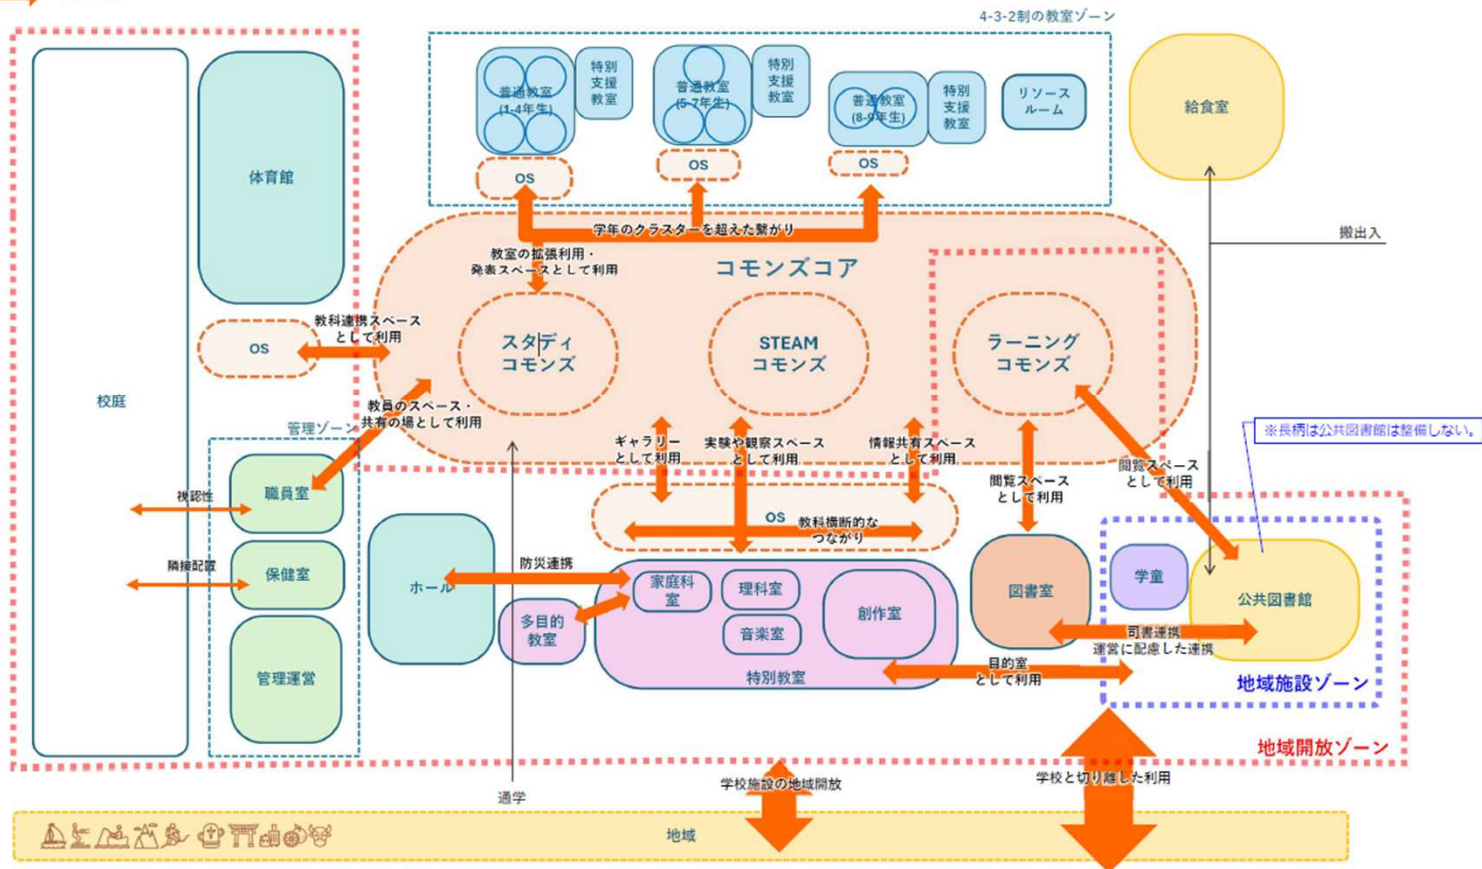 4-3-2制の教室ゾーン
普通教室
(1-4年生)
特別
支援
教室
普通教室
(5-7年生)
特別
支援
教室
普通教室
(8-9年生)
特別
支援
教室
リソース
ルーム
給食室
OS
OS
OS
体育館
学年のクラスターを超えた繋がり
搬出入
教室の拡張利用・
発表スペースとして利用
コモンズコア
教科連携スペース
として利用
OS
スタディ
コモンズ
STEAM
コモンズ
ラーニング
コモンズ
校庭
教員のスペース・
共有の場として利用
管理ゾーン
ギャラリー
として利用
実験や観察スペース
として利用
情報共有スペース
として利用
※長柄は公共図書館は整備しない。
閲覧スペース
として利用
閲覧スペース
として利用
職員室
視認性
OS
教科横断的な
つながり
防災連携
隣接配置
保健室
ホール
家庭科
室
理科室
創作室
図書室
学童
公共図書館
多目的
教室
音楽室
司書連携
運営に配慮した連携
管理運営
特別教室
目的室
として利用
地域施設ゾーン
地域開放ゾーン
学校施設の地域開放
学校と切り離した利用
通学
地域